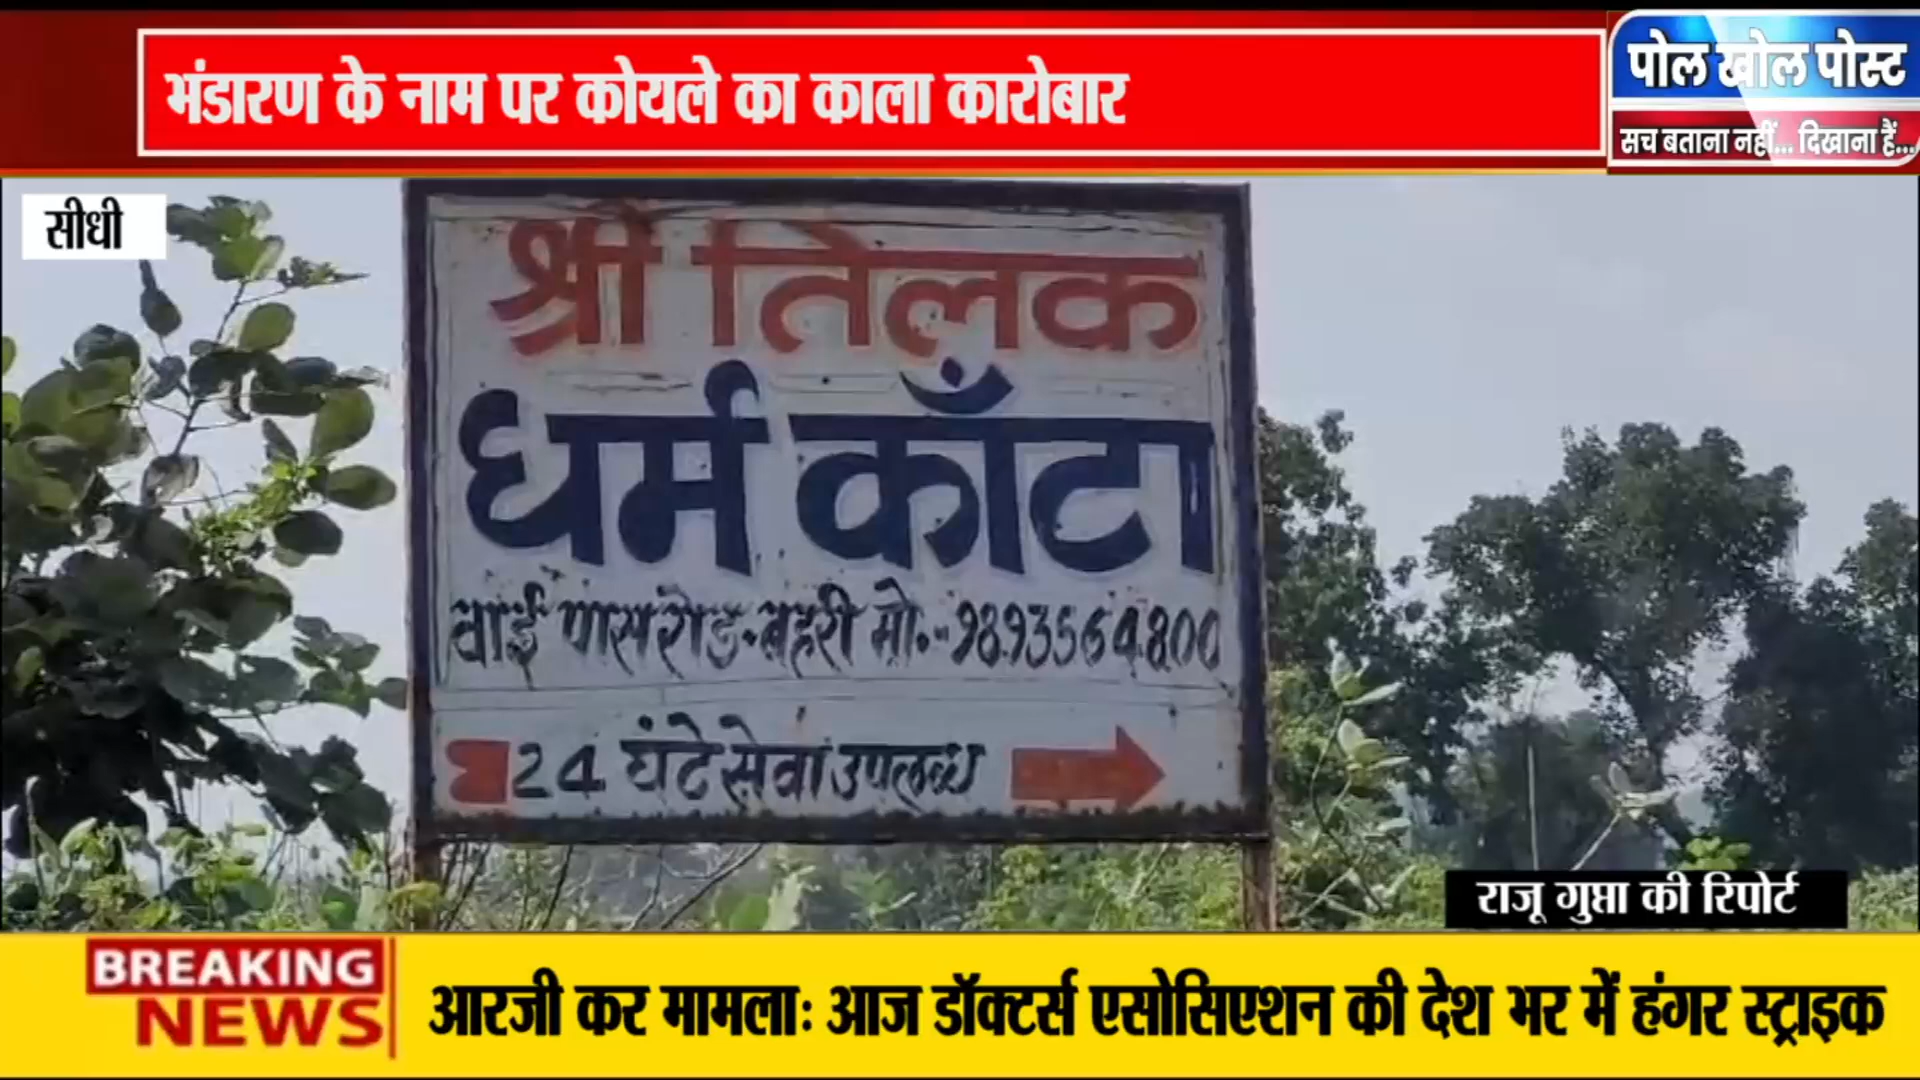 भंडारण के नाम पर कोयले का काला कारोबार
पोल खोल पोस्ट
सच बताना नहीं... दिखाना हैं...
सीधी
श्री तिलक
धर्म काँटा
बाई पास रोड-बहरी मो.-9893564800
24 घंटे सेवा उपलब्ध
राजू गुप्ता की रिपोर्ट
BREAKING
NEWS
आरजी कर मामलाः आज डॉक्टर्स एसोसिएशन की देश भर में हंगर स्ट्राइक